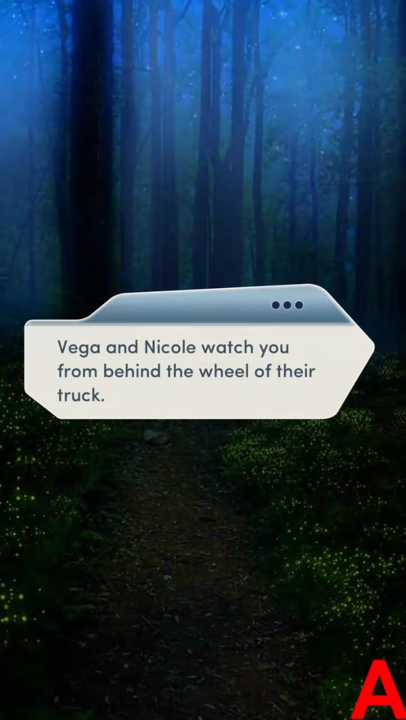 Vega and Nicole watch you
from behind the wheel of their
truck.
A